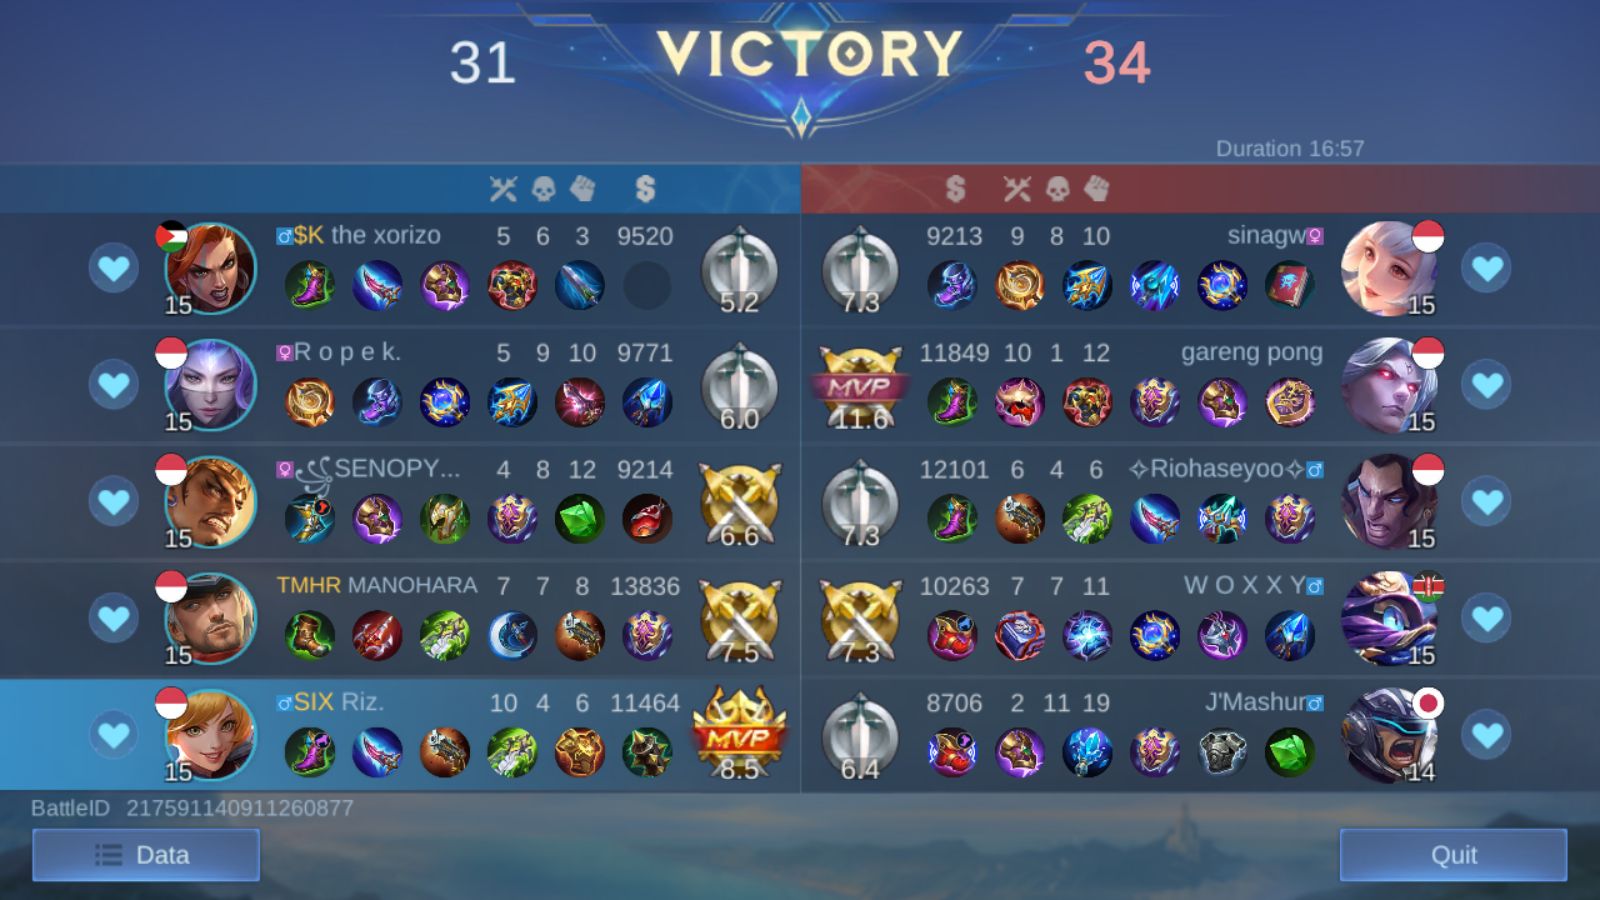 31 VICTORY 34
Duration 16:57
$K the xorizo 5 6 3 9520
15 5.2
9213 9 8 10 sinagw
7.3 15
R o p e k. 5 9 10 9771
15 6.0
11849 10 1 12 gareng pong
MVP 11.6 15
SENOPY... 4 8 12 9214
15 6.6
12101 6 4 6 ✧Riohaseyoo✧
7.3 15
TMHR MANOHARA 7 7 8 13836
15 7.5
10263 7 7 11 W O X X Y
7.3 15
SIX Riz. 10 4 6 11464
15 MVP 8.5
8706 2 11 19 J'Mashur
6.4 14
BattleID 217591140911260877
Data
Quit